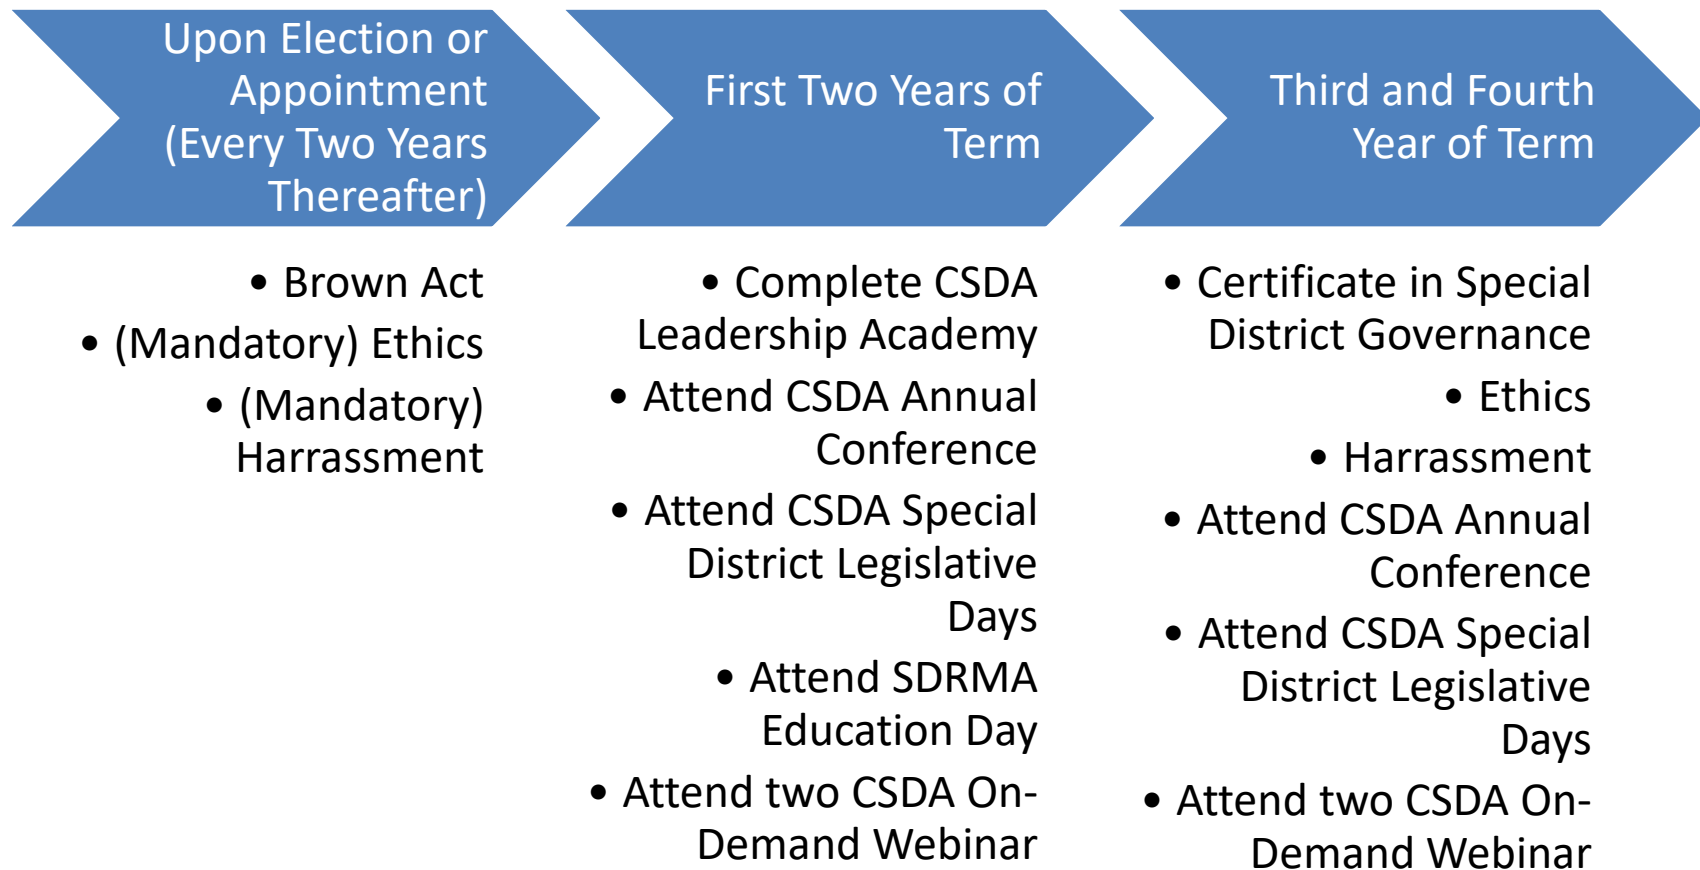 Upon Election or
Appointment
(Every Two Years
Thereafter)
• Brown Act
• (Mandatory) Ethics
• (Mandatory)
Harrassment
First Two Years of
Term
• Complete CSDA
Leadership Academy
• Attend CSDA Annual
Conference
• Attend CSDA Special
District Legislative
Days
• Attend SDRMA
Education Day
• Attend two CSDA On-
Demand Webinar
Third and Fourth
Year of Term
• Certificate in Special
District Governance
• Ethics
• Harrassment
• Attend CSDA Annual
Conference
• Attend CSDA Special
District Legislative
Days
• Attend two CSDA On-
Demand Webinar